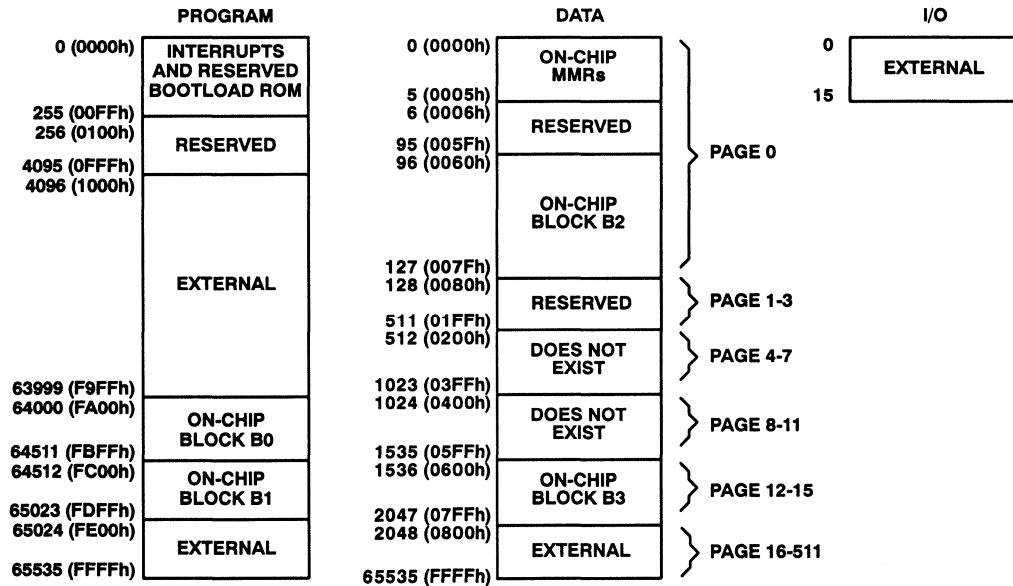 PROGRAM
0 (0000h)
INTERRUPTS
AND RESERVED
BOOTLOAD ROM
255 (00FFh)
256 (0100h)
RESERVED
4095 (0FFFh)
4096 (1000h)
EXTERNAL
63999 (F9FFh)
64000 (FA00h)
ON-CHIP
BLOCK B0
64511 (FBFFh)
64512 (FC00h)
ON-CHIP
BLOCK B1
65023 (FDFFh)
65024 (FE00h)
EXTERNAL
65535 (FFFFh)
DATA
0 (0000h)
ON-CHIP
MMRs
5 (0005h)
6 (0006h)
RESERVED
95 (005Fh)
96 (0060h)
ON-CHIP
BLOCK B2
127 (007Fh)
PAGE 0
128 (0080h)
RESERVED
PAGE 1-3
511 (01FFh)
512 (0200h)
DOES NOT
EXIST
PAGE 4-7
1023 (03FFh)
1024 (0400h)
DOES NOT
EXIST
PAGE 8-11
1535 (05FFh)
1536 (0600h)
ON-CHIP
BLOCK B3
PAGE 12-15
2047 (07FFh)
2048 (0800h)
EXTERNAL
PAGE 16-511
65535 (FFFFh)
I/O
0
EXTERNAL
15